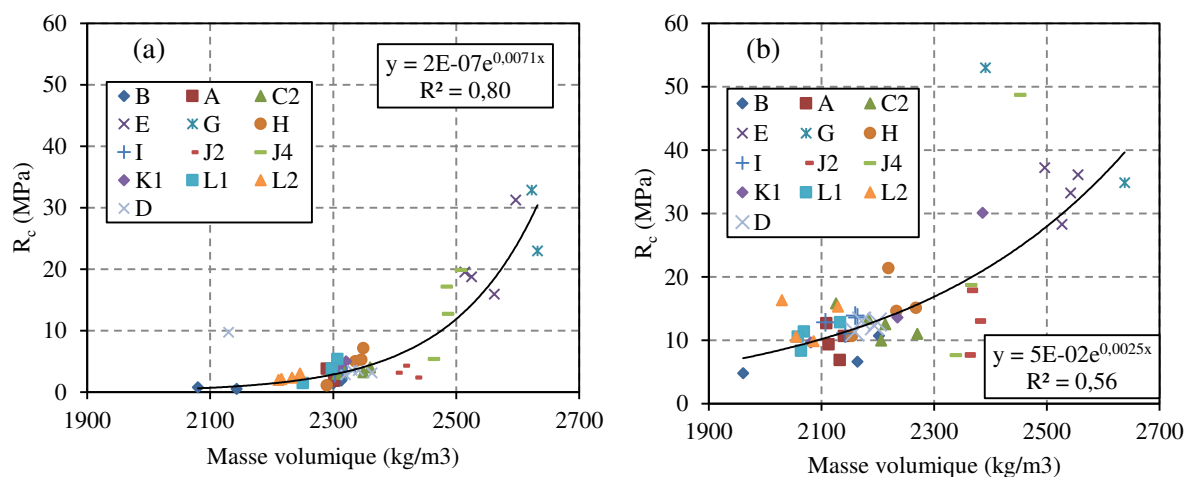 (a)
y = 2E-07e^0,0071x
R² = 0,80
B A C2
E G H
I J2 J4
K1 L1 L2
D
60
50
40
30
20
10
0
R_c (MPa)
1900 2100 2300 2500 2700
Masse volumique (kg/m3)
(b)
B A C2
E G H
I J2 J4
K1 L1 L2
D
y = 5E-02e^0,0025x
R² = 0,56
60
50
40
30
20
10
0
R_c (MPa)
1900 2100 2300 2500 2700
Masse volumique (kg/m3)